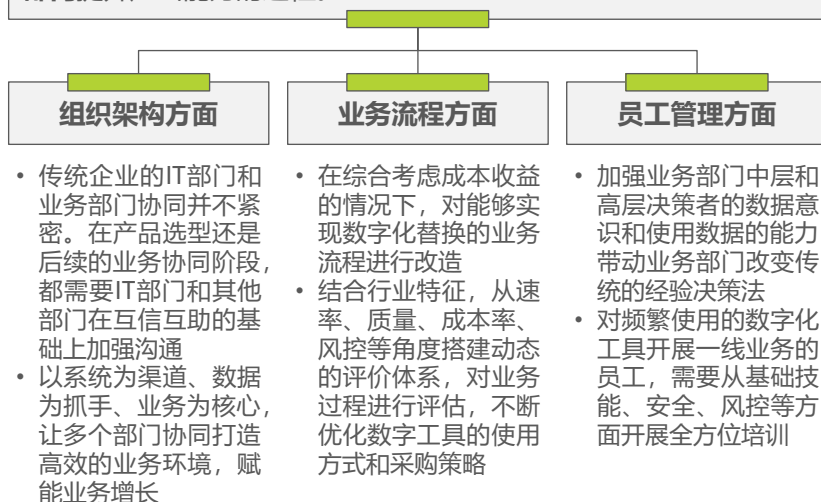 组织架构方面
业务流程方面
员工管理方面
• 传统企业的IT部门和
业务部门协同并不紧
密。在产品选型还是
后续的业务协同阶段，
都需要IT部门和其他
部门在互信互助的基
础上加强沟通
• 以系统为渠道、数据
为抓手、业务为核心，
让多个部门协同打造
高效的业务环境，赋
能业务增长
• 在综合考虑成本收益
的情况下，对能够实
现数字化替换的业务
流程进行改造
• 结合行业特征，从速
率、质量、成本率、
风控等角度搭建动态
的评价体系，对业务
过程进行评估，不断
优化数字工具的使用
方式和采购策略
• 加强业务部门中层和
高层决策者的数据意
识和使用数据的能力
带动业务部门改变传
统的经验决策法
• 对频繁使用的数字化
工具开展一线业务的
员工，需要从基础技
能、安全、风控等方
面开展全方位培训